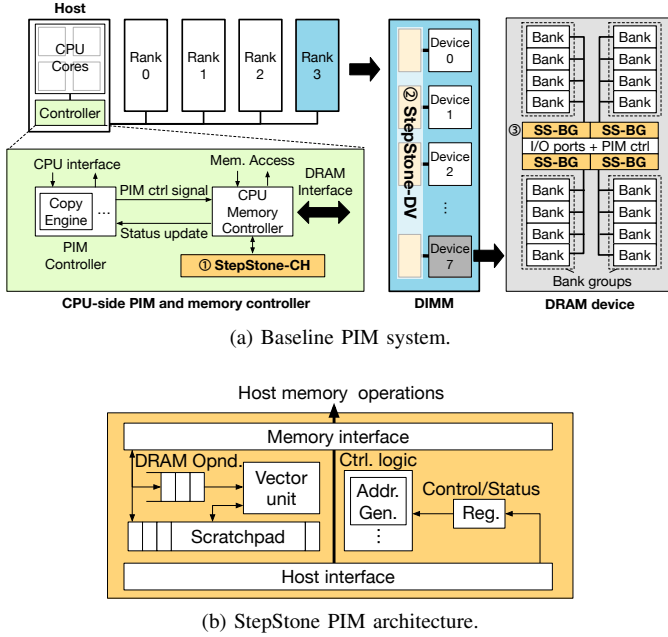 Host
CPU Cores
Controller
Rank 0
Rank 1
Rank 2
Rank 3
CPU interface
Mem. Access
PIM ctrl signal
DRAM Interface
Copy Engine
...
CPU Memory Controller
Status update
PIM Controller
① StepStone-CH
CPU-side PIM and memory controller
② StepStone-DV
Device 0
Device 1
Device 2
...
Device 7
DIMM
Bank
Bank
Bank
Bank
Bank
Bank
Bank
Bank
③
SS-BG
SS-BG
I/O ports + PIM ctrl
SS-BG
SS-BG
Bank
Bank
Bank
Bank
Bank
Bank
Bank
Bank
Bank groups
DRAM device
(a) Baseline PIM system.
Host memory operations
Memory interface
DRAM Opnd.
Vector unit
Scratchpad
Ctrl. logic
Addr. Gen.
...
Control/Status
Reg.
Host interface
(b) StepStone PIM architecture.